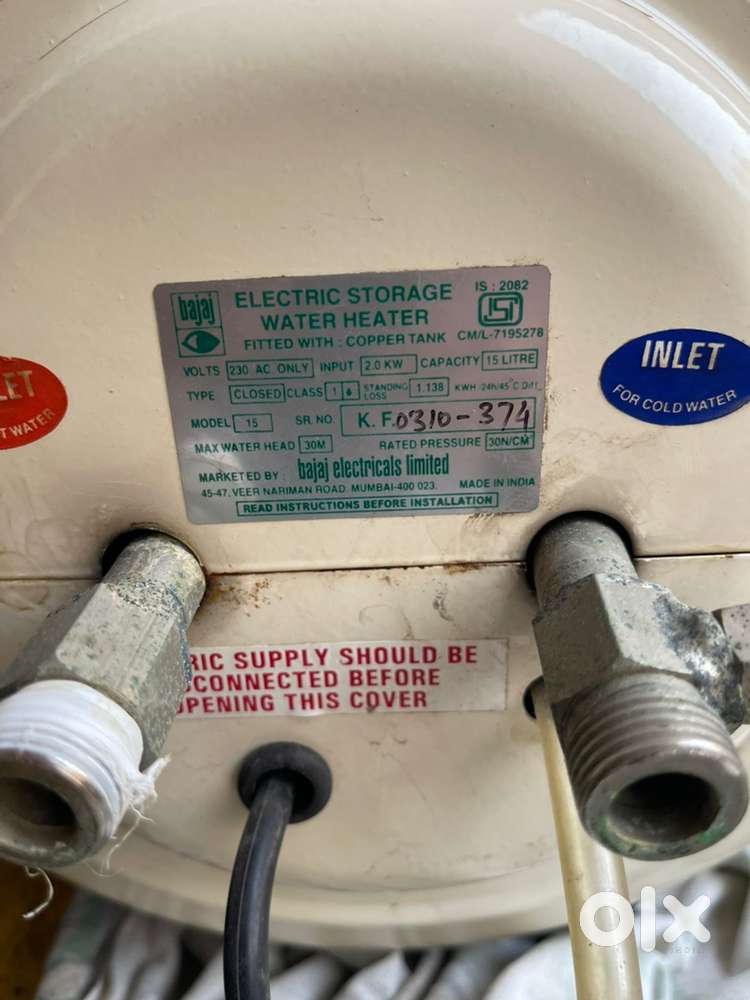 bajaj
ELECTRIC STORAGE
WATER HEATER
FITTED WITH : COPPER TANK
IS : 2082
ISI
CM/L-7195278
VOLTS 230 AC ONLY INPUT 2.0 KW CAPACITY 15 LITRE
TYPE CLOSED CLASS 1 STANDING LOSS 1.138 KWH /24h/45°C Diff.
MODEL 15 SR. NO. K.F.0310-374
MAX WATER HEAD 30M RATED PRESSURE 30N/CM
MARKETED BY : bajaj electricals limited
45-47, VEER NARIMAN ROAD, MUMBAI-400 023. MADE IN INDIA
READ INSTRUCTIONS BEFORE INSTALLATION
LET
T WATER
INLET
FOR COLD WATER
RIC SUPPLY SHOULD BE
CONNECTED BEFORE
PENING THIS COVER
olx